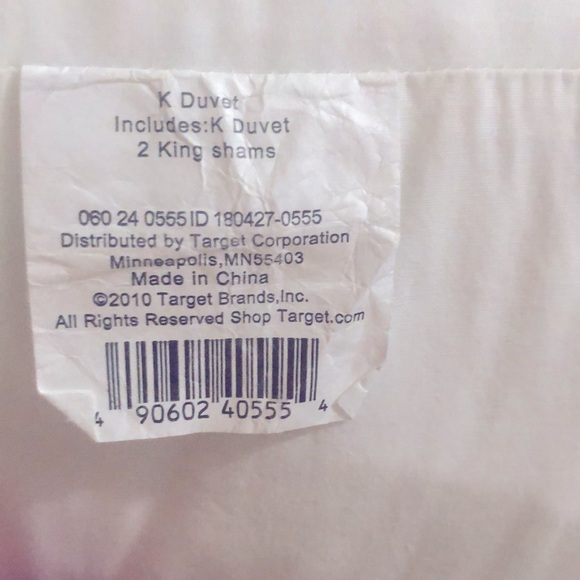 K Duvet
Includes:K Duvet
2 King shams
060 24 0555 ID 180427-0555
Distributed by Target Corporation
Minneapolis,MN55403
Made in China
©2010 Target Brands,Inc.
All Rights Reserved Shop Target.com
4 90602 40555 4